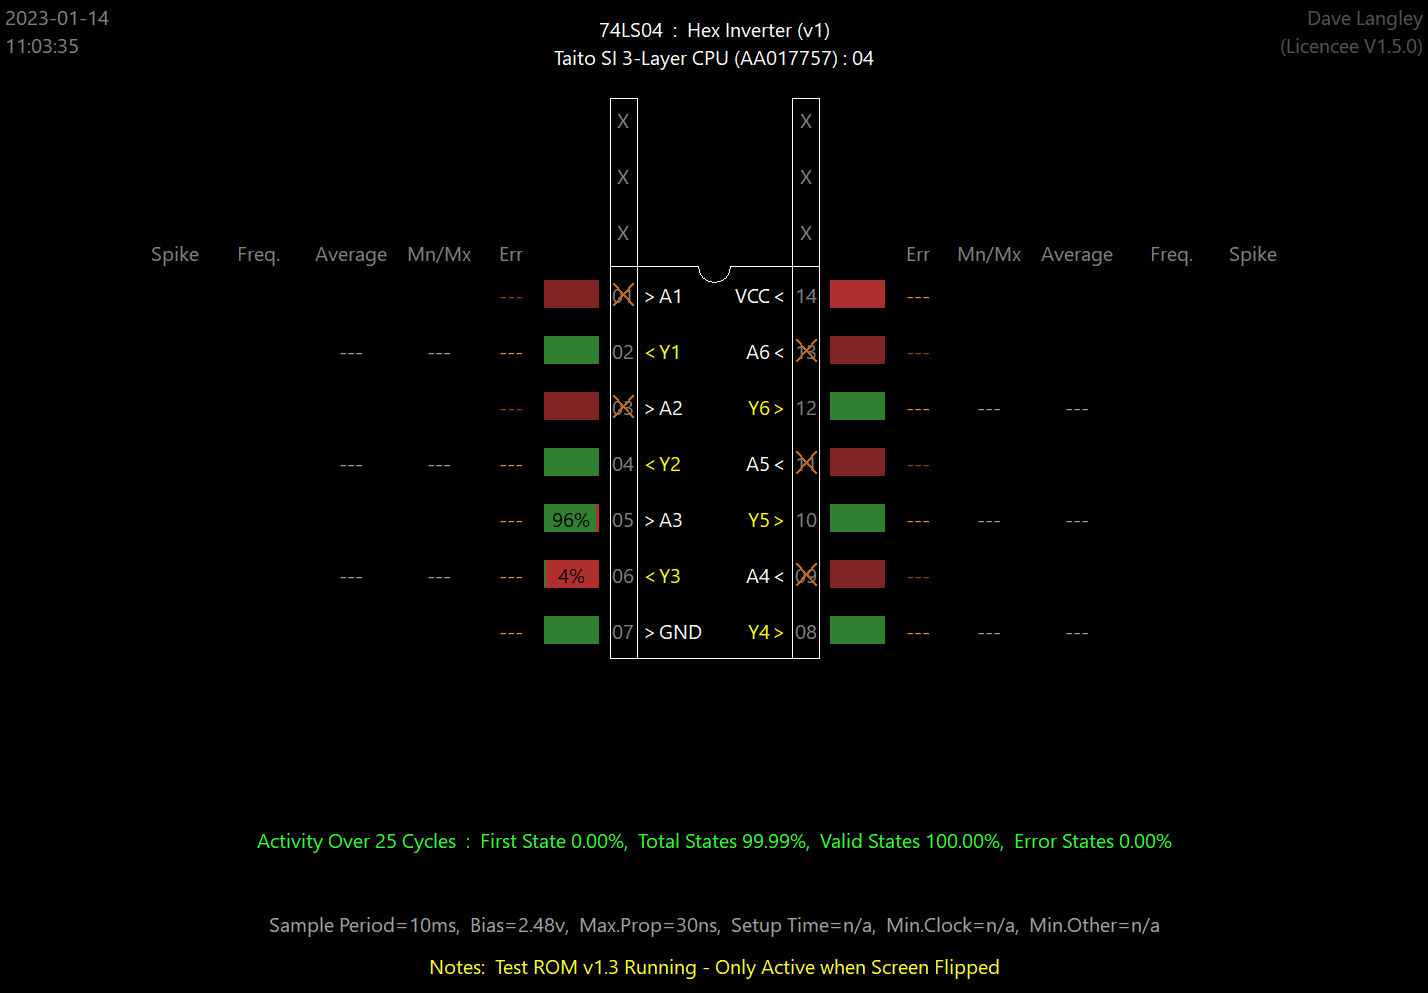 2023-01-14
11:03:35
74LS04 : Hex Inverter (v1)
Taito SI 3-Layer CPU (AA017757) : 04
Dave Langley
(Licencee V1.5.0)
X X
X X
X X
Spike Freq. Average Mn/Mx Err Err Mn/Mx Average Freq. Spike
--- 01 > A1 VCC < 14 ---
--- --- --- 02 < Y1 A6 < 13 ---
--- 03 > A2 Y6 > 12 --- --- ---
--- --- --- 04 < Y2 A5 < 11 ---
--- 96% 05 > A3 Y5 > 10 --- --- ---
--- --- --- 4% 06 < Y3 A4 < 09 ---
--- 07 > GND Y4 > 08 --- --- ---
Activity Over 25 Cycles : First State 0.00%, Total States 99.99%, Valid States 100.00%, Error States 0.00%
Sample Period=10ms, Bias=2.48v, Max.Prop=30ns, Setup Time=n/a, Min.Clock=n/a, Min.Other=n/a
Notes: Test ROM v1.3 Running - Only Active when Screen Flipped